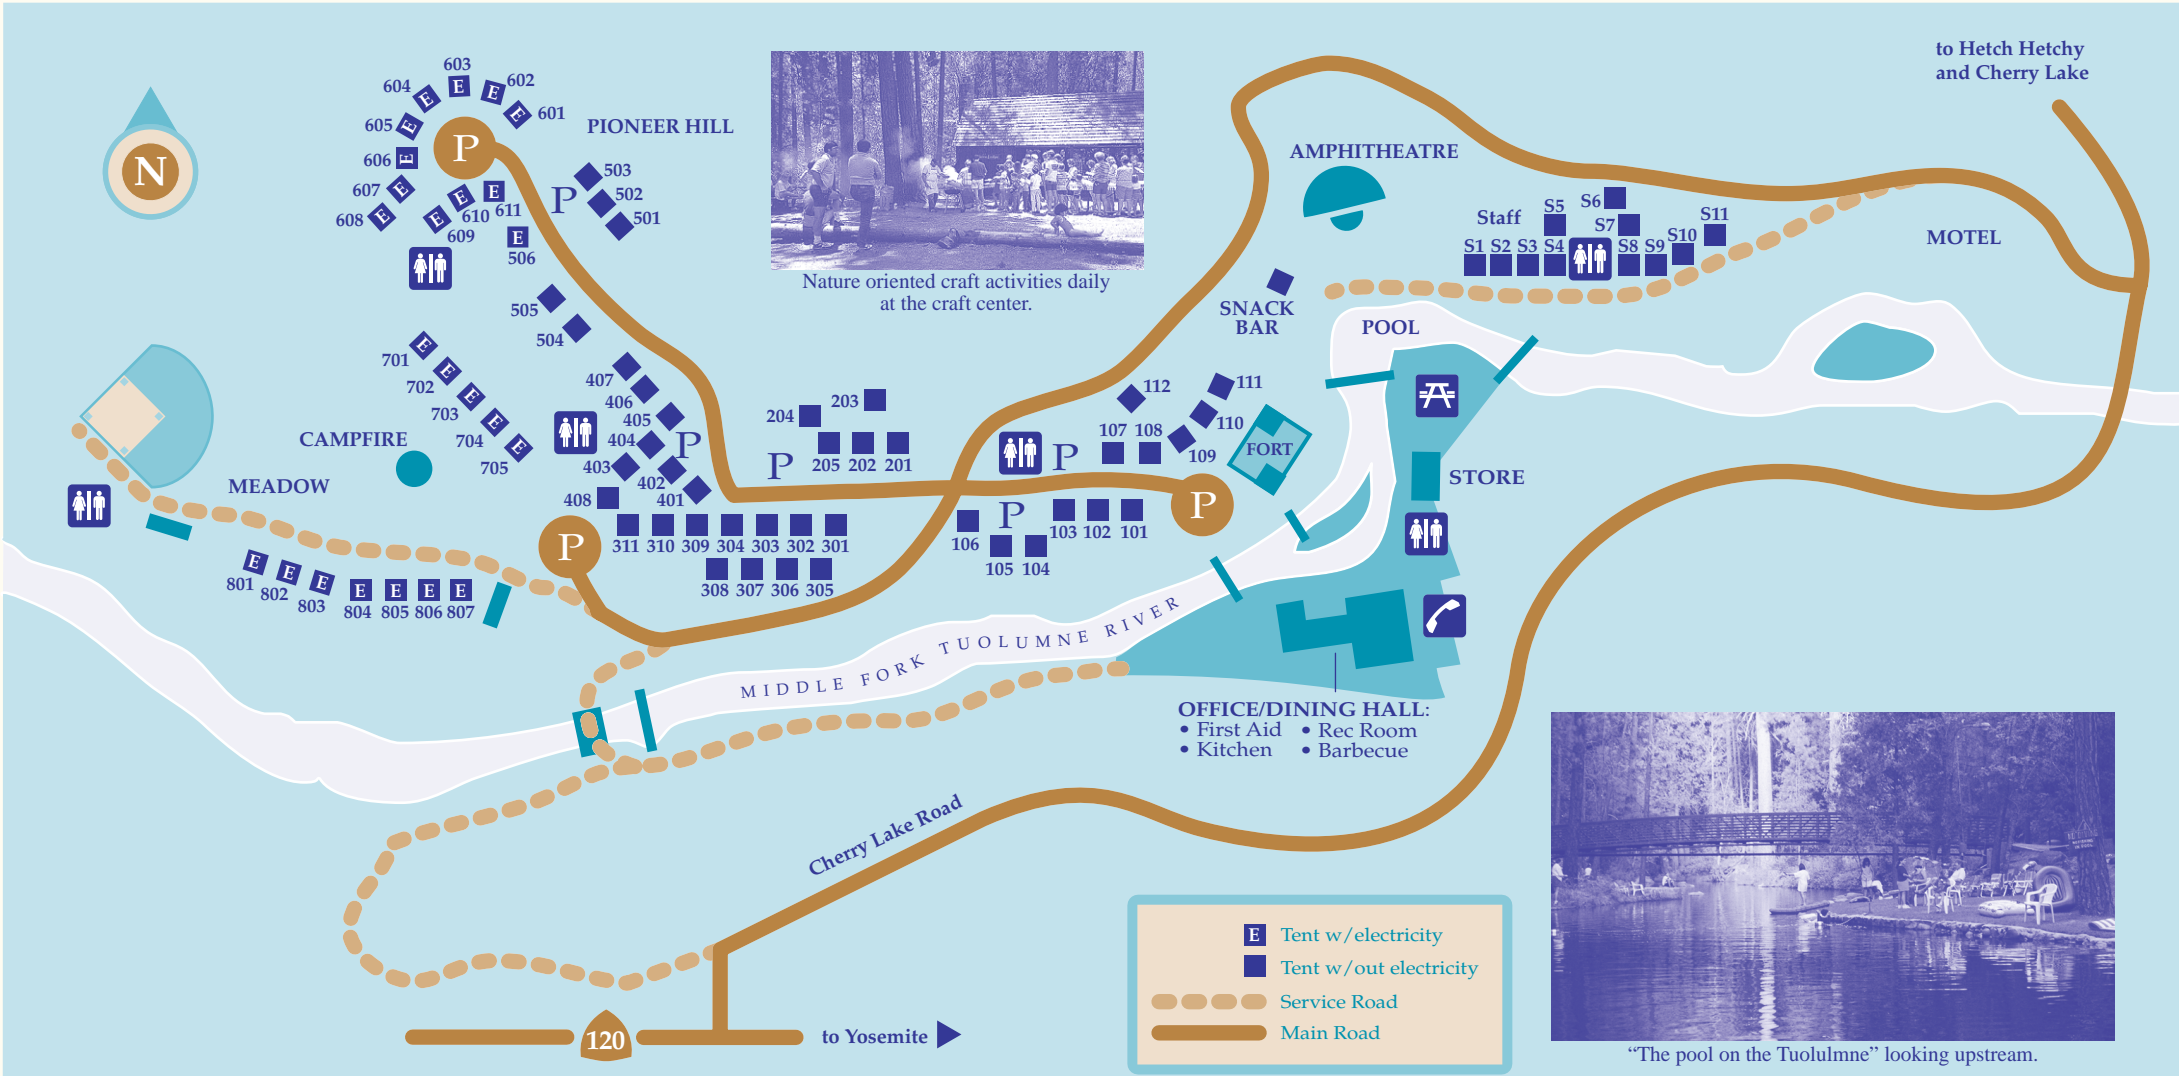 to Hetch Hetchy
and Cherry Lake
N
603
604
602
601
605
606
607
608
P
610
611
609
506
PIONEER HILL
P
503
502
501
505
504
Nature oriented craft activities daily
at the craft center.
AMPHITHEATRE
Staff
S5
S6
S7
S11
S10
S1 S2 S3 S4 S8 S9
MOTEL
SNACK
BAR
POOL
701
702
703
704
705
CAMPFIRE
MEADOW
407
406
405
404
403
402
401
408
P
204
203
P
205 202 201
112
111
110
107 108
109
P
FORT
STORE
P
P
311 310 309 304 303 302 301
308 307 306 305
106
P
103 102 101
105 104
E E E E E E E
801
802
803
804 805 806 807
MIDDLE FORK TUOLUMNE RIVER
OFFICE/DINING HALL:
• First Aid • Rec Room
• Kitchen • Barbecue
Cherry Lake Road
120
to Yosemite
E Tent w/electricity
Tent w/out electricity
Service Road
Main Road
“The pool on the Tuolulmne” looking upstream.